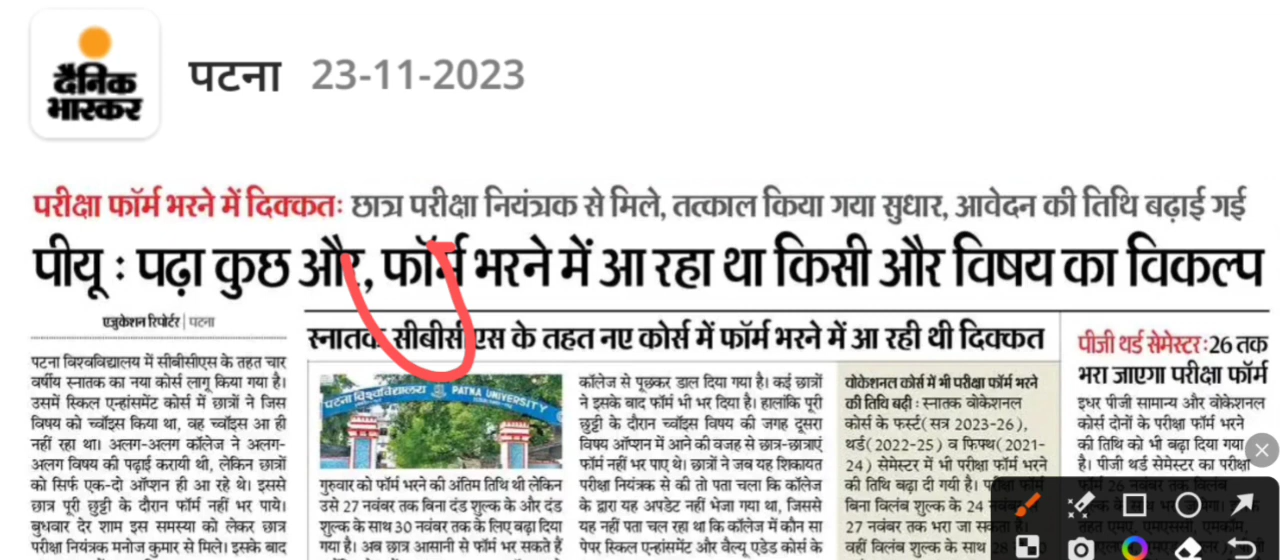 दैनिक
भास्कर
पटना 23-11-2023
परीक्षा फॉर्म भरने में दिक्कत: छात्र परीक्षा नियंत्रक से मिले, तत्काल किया गया सुधार, आवेदन की तिथि बढ़ाई गई
पीयू : पढ़ा कुछ और, फॉर्म भरने में आ रहा था किसी और विषय का विकल्प
एजुकेशन रिपोर्टर | पटना
पटना विश्वविद्यालय में सीबीसीएस के तहत चार
वर्षीय स्नातक का नया कोर्स लागू किया गया है।
उसमें स्किल एन्हांसमेंट कोर्स में छात्रों ने जिस
विषय को च्वॉइस किया था, वह च्वॉइस आ ही
नहीं रहा था। अलग-अलग कॉलेज ने अलग-
अलग विषय की पढ़ाई करायी थी, लेकिन छात्रों
को सिर्फ एक-दो ऑप्शन ही आ रहे थे। इससे
छात्र पूरी छुट्टी के दौरान फॉर्म नहीं भर पाये।
बुधवार देर शाम इस समस्या को लेकर छात्र
परीक्षा नियंत्रक मनोज कुमार से मिले। इसके बाद
स्नातक सीबीसीएस के तहत नए कोर्स में फॉर्म भरने में आ रही थी दिक्कत
पटना विश्वविद्यालय PATNA UNIVERSITY
गुरुवार को फॉर्म भरने की अंतिम तिथि थी लेकिन
उसे 27 नवंबर तक बिना दंड शुल्क के और दंड
शुल्क के साथ 30 नवंबर तक के लिए बढ़ा दिया
गया है। अब छात्र आसानी से फॉर्म भर सकते हैं
कॉलेज से पूछकर डाल दिया गया है। कई छात्रों
ने इसके बाद फॉर्म भी भर दिया है। हालांकि पूरी
छुट्टी के दौरान च्वॉइस विषय की जगह दूसरा
विषय ऑप्शन में आने की वजह से छात्र-छात्राएं
फॉर्म नहीं भर पाए थे। छात्रों ने जब यह शिकायत
परीक्षा नियंत्रक से की तो पता चला कि कॉलेज
के द्वारा यह अपडेट नहीं भेजा गया था, जिससे
यह नहीं पता चल रहा था कि कॉलेज में कौन सा
पेपर स्किल एन्हांसमेंट और वैल्यू एडेड कोर्स के
वोकेशनल कोर्स में भी परीक्षा फॉर्म भरने
की तिथि बढ़ी : स्नातक वोकेशनल
कोर्स के फर्स्ट (सत्र 2023-26),
थर्ड (2022-25) व फिफ्थ (2021-
24) सेमेस्टर में भी परीक्षा फॉर्म भरने
की तिथि बढ़ा दी गयी है। परीक्षा फॉर्म
बिना विलंब शुल्क के 24 नवंबर से
27 नवंबर तक भरा जा सकता है।
वहीं विलंब शुल्क के साथ
पीजी थर्ड सेमेस्टर : 26 तक
भरा जाएगा परीक्षा फॉर्म
इधर पीजी सामान्य और वोकेशनल
कोर्स दोनों के परीक्षा फॉर्म भरने
की तिथि को भी बढ़ा दिया गया
है। पीजी थर्ड सेमेस्टर का परीक्षा
फॉर्म 26 नवंबर तक विलंब